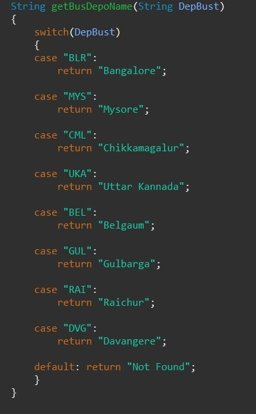 String getBusDepoName(String DepBust)
{
switch(DepBust)
{
case "BLR":
return "Bangalore";
case "MYS":
return "Mysore";
case "CML":
return "Chikkamagalur";
case "UKA":
return "Uttar Kannada";
case "BEL":
return "Belgaum";
case "GUL":
return "Gulbarga";
case "RAI":
return "Raichur";
case "DVG":
return "Davangere";
default: return "Not Found";
}
}